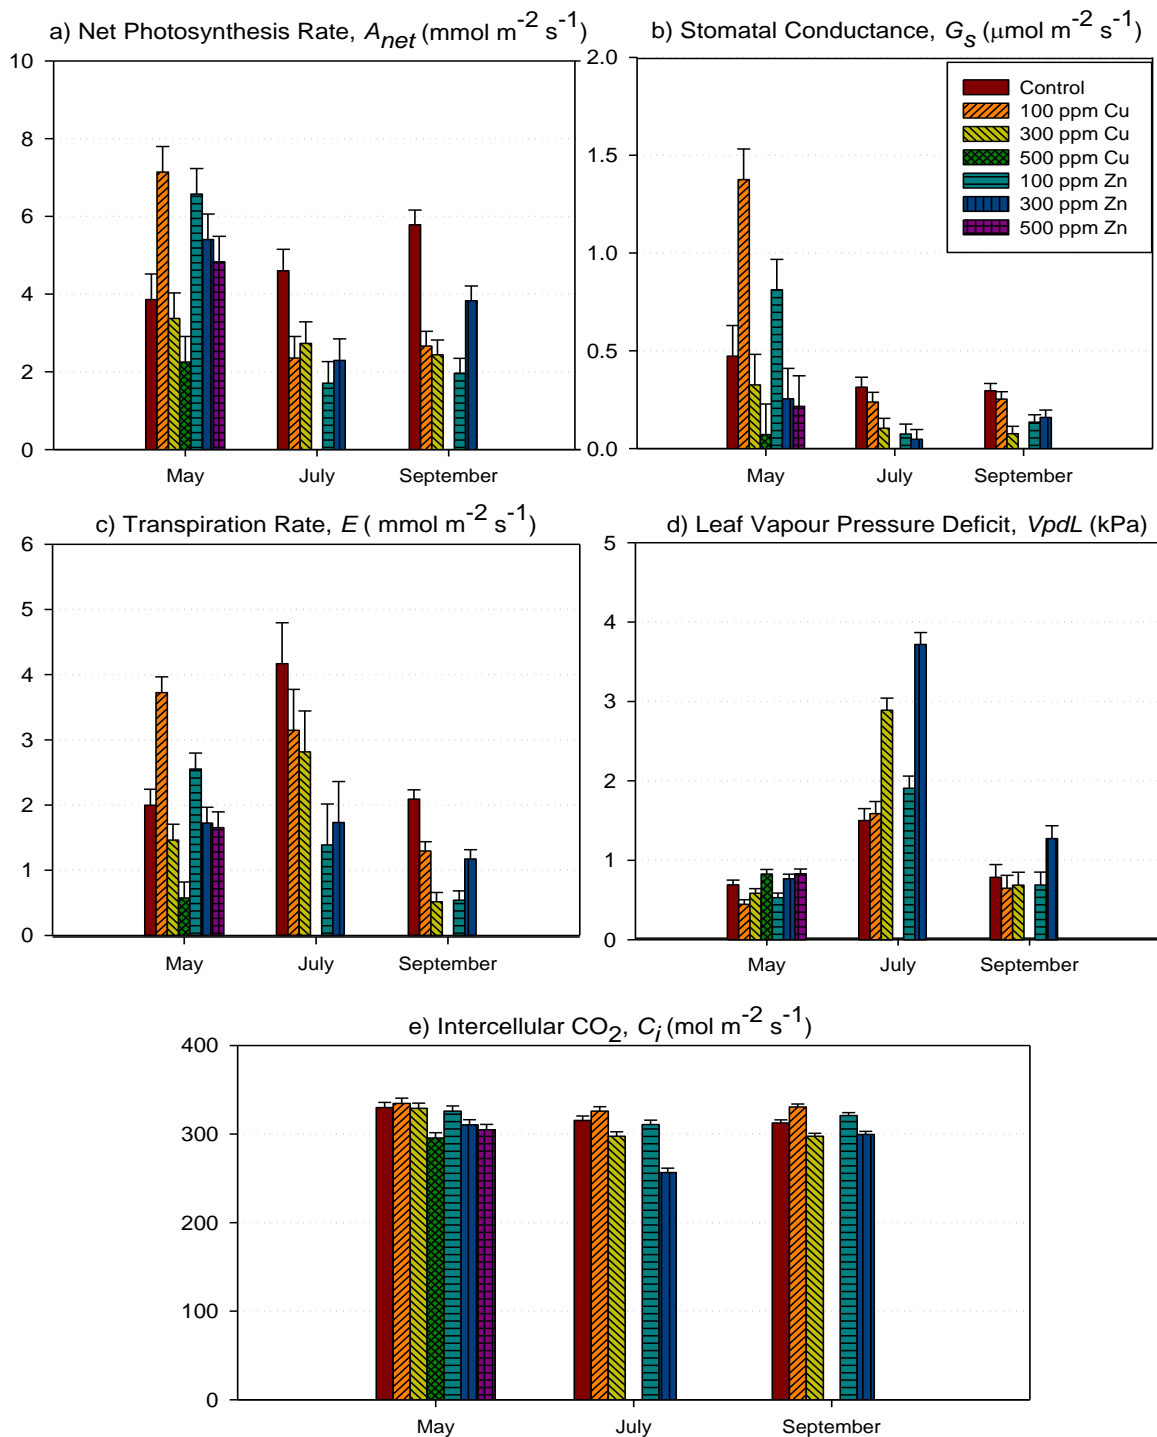 a) Net Photosynthesis Rate, A_net (mmol m⁻² s⁻¹)
10
8
6
4
2
0
May July September
b) Stomatal Conductance, G_s (μmol m⁻² s⁻¹)
2.0
1.5
1.0
0.5
0.0
Control
100 ppm Cu
300 ppm Cu
500 ppm Cu
100 ppm Zn
300 ppm Zn
500 ppm Zn
May July September
c) Transpiration Rate, E ( mmol m⁻² s⁻¹)
6
5
4
3
2
1
0
May July September
d) Leaf Vapour Pressure Deficit, VpdL (kPa)
5
4
3
2
1
0
May July September
e) Intercellular CO₂, C_i (mol m⁻² s⁻¹)
400
300
200
100
0
May July September